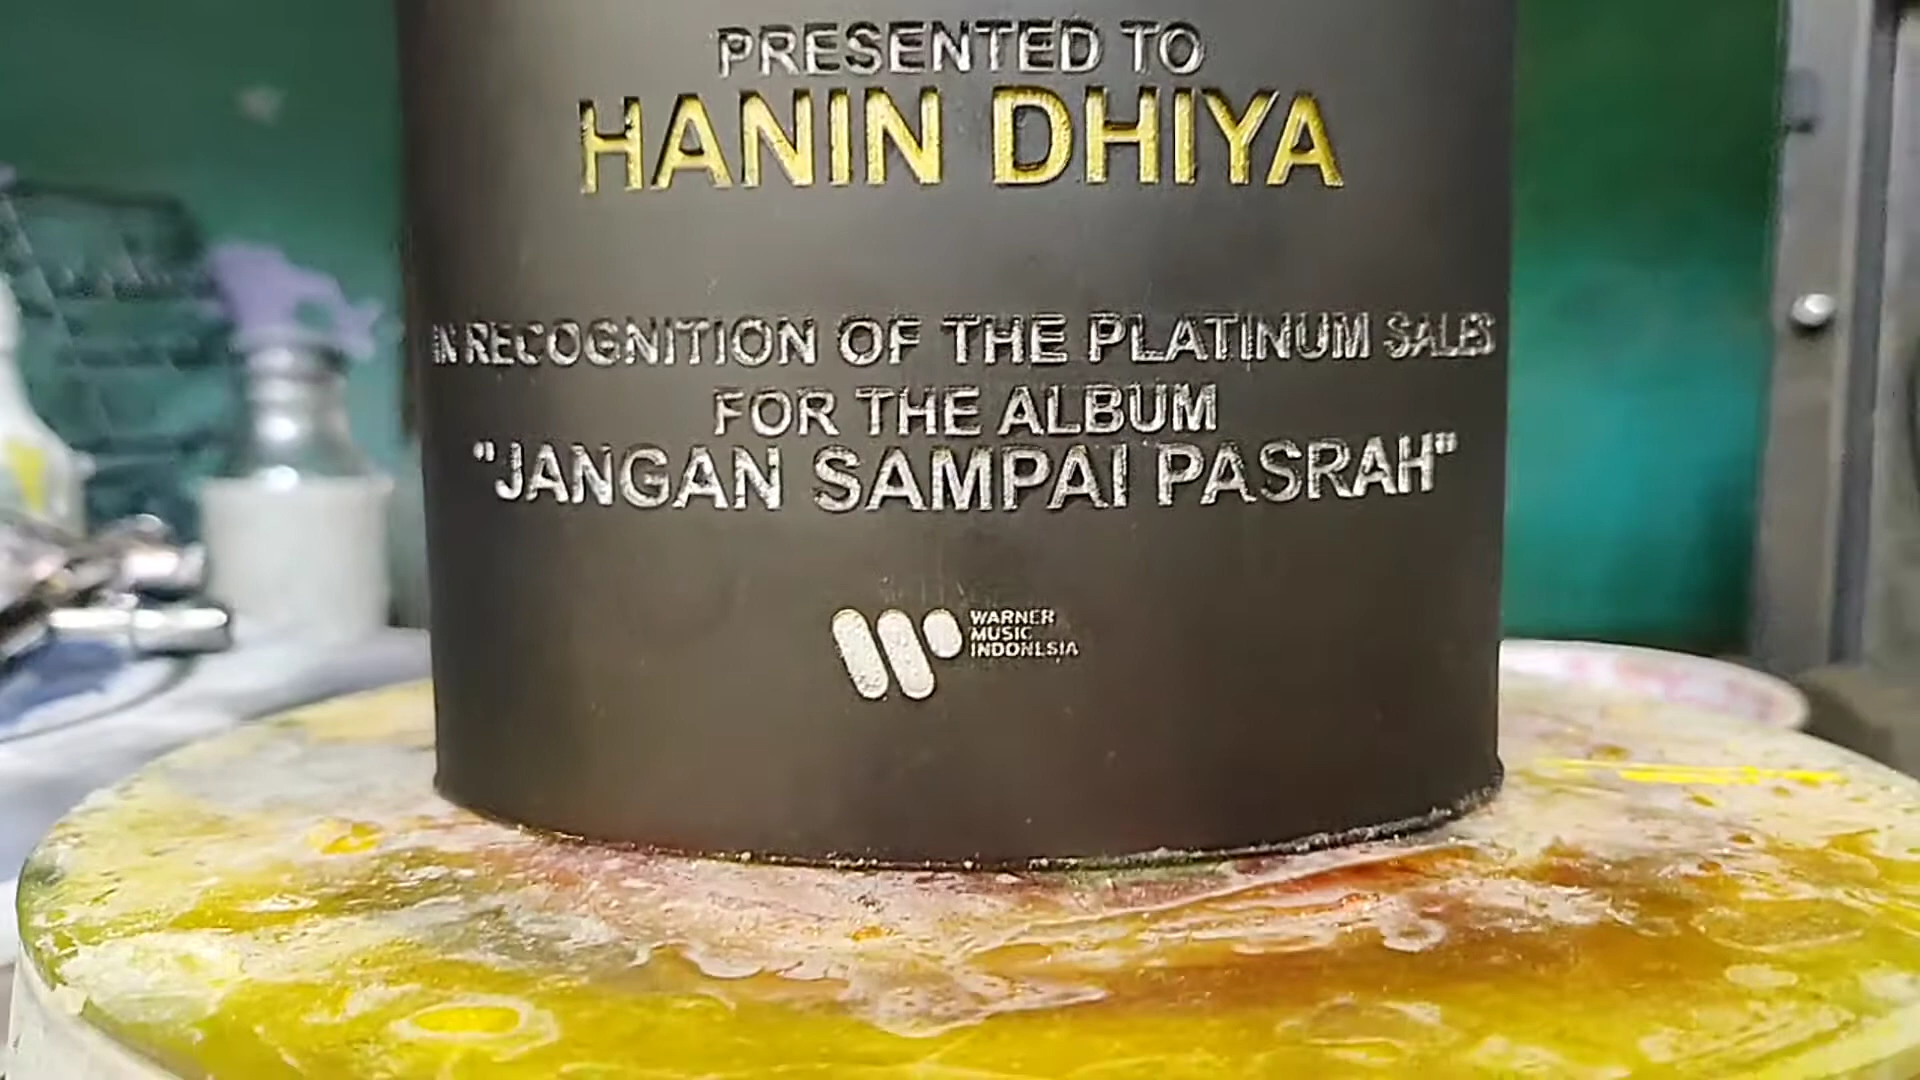 PRESENTED TO
HANIN DHIYA
IN RECOGNITION OF THE PLATINUM SALES
FOR THE ALBUM
"JANGAN SAMPAI PASRAH"
WARNER
MUSIC
INDONESIA